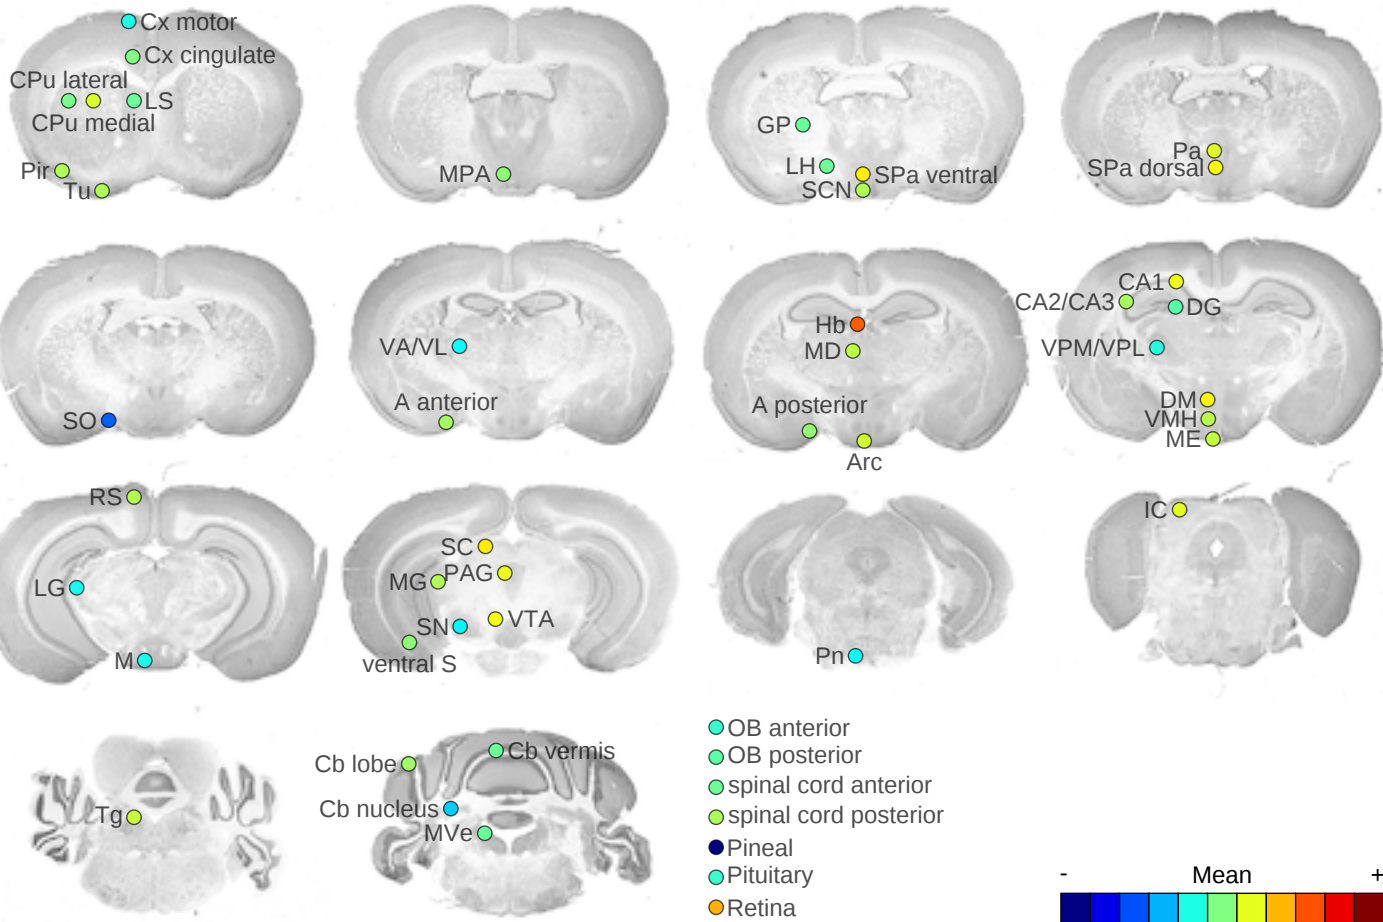 Cx motor
Cx cingulate
CPu lateral
LS
CPu medial
Pir
Tu
MPA
GP
LH
SPa ventral
SCN
Pa
SPa dorsal
SO
VA/VL
A anterior
Hb
MD
A posterior
Arc
CA1
CA2/CA3
DG
VPM/VPL
DM
VMH
ME
RS
LG
M
SC
PAG
MG
VTA
SN
ventral S
Pn
IC
Tg
Cb vermis
Cb lobe
Cb nucleus
MVe
OB anterior
OB posterior
spinal cord anterior
spinal cord posterior
Pineal
Pituitary
Retina
- Mean +